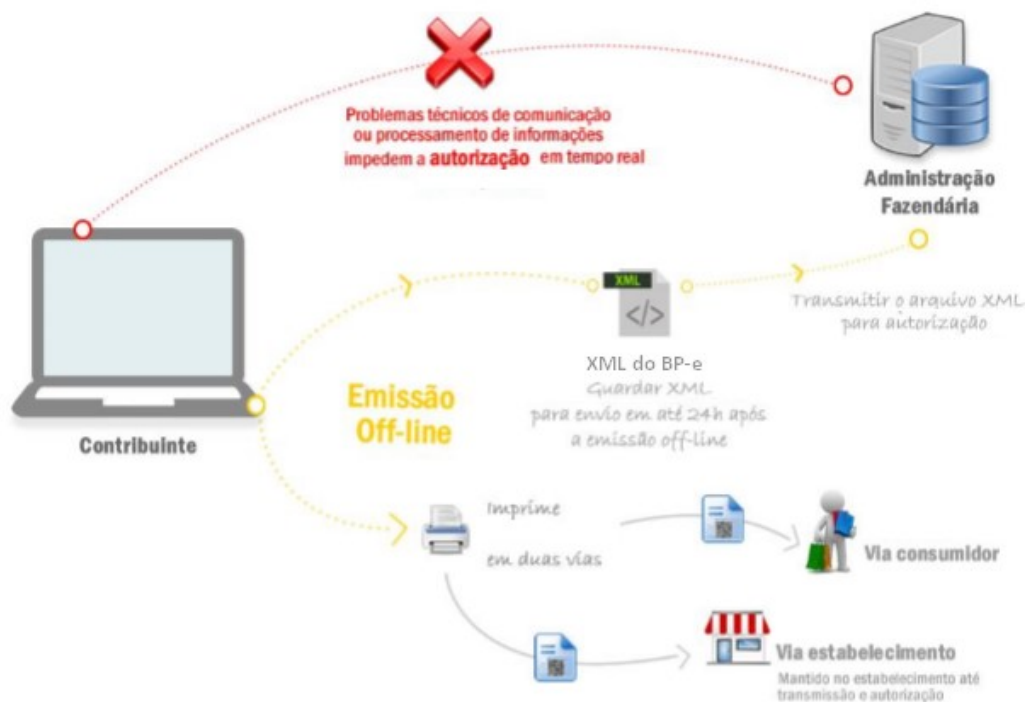 Problemas técnicos de comunicação
ou processamento de informações
impedem a autorização em tempo real
Administração
Fazendária
XML
</>
Transmitir o arquivo XML
para autorização
XML do BP-e
Guardar XML
para envio em até 24h após
a emissão off-line
Emissão
Off-line
Contribuinte
Imprime
em duas vias
Via consumidor
Via estabelecimento
Mantido no estabelecimento até
transmissão e autorização